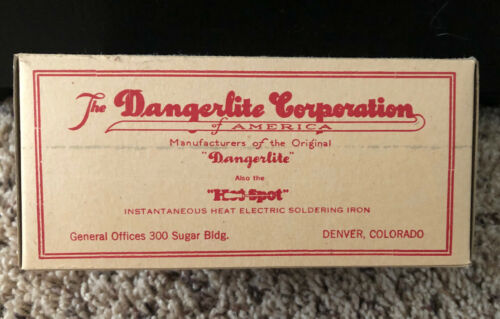 The Dangerlite Corporation
of AMERICA
Manufacturers of the Original
"Dangerlite"
Also the
"Hot-Spot"
INSTANTANEOUS HEAT ELECTRIC SOLDERING IRON
General Offices 300 Sugar Bldg. DENVER, COLORADO